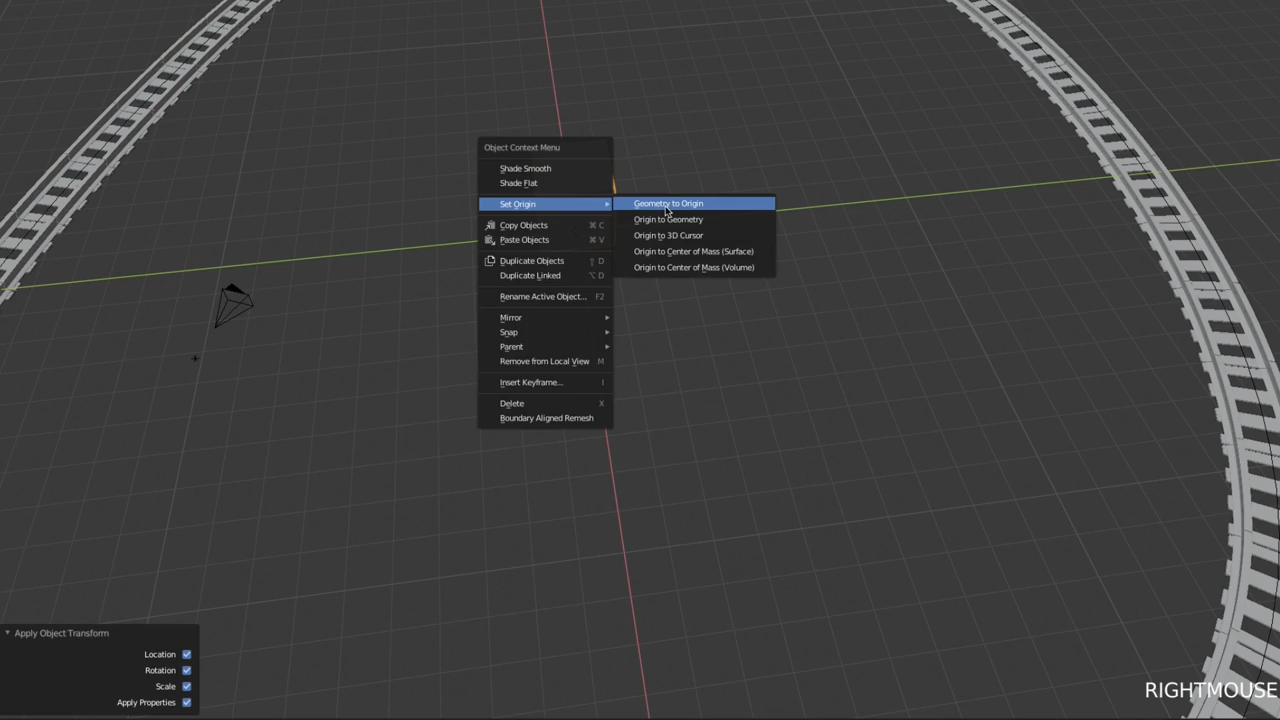 Object Context Menu
Shade Smooth
Shade Flat
Set Origin
Geometry to Origin
Origin to Geometry
Origin to 3D Cursor
Origin to Center of Mass (Surface)
Origin to Center of Mass (Volume)
Copy Objects ⌘ C
Paste Objects ⌘ V
Duplicate Objects ⇧ D
Duplicate Linked ⌥ D
Rename Active Object... F2
Mirror
Snap
Parent
Remove from Local View M
Insert Keyframe... I
Delete X
Boundary Aligned Remesh
Apply Object Transform
Location
Rotation
Scale
Apply Properties
RIGHTMOUSE